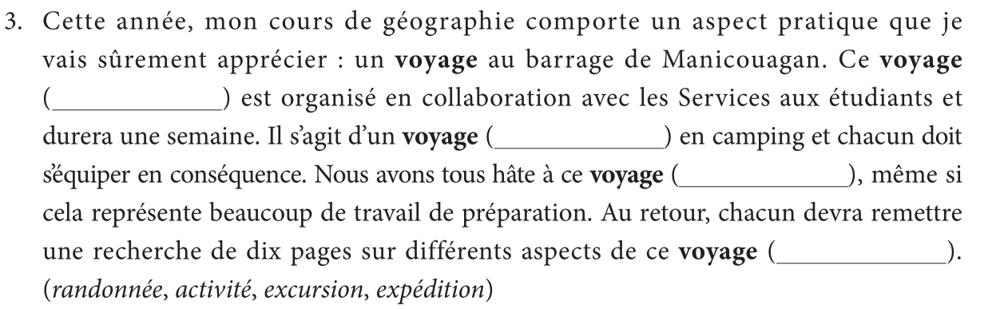 3. Cette année, mon cours de géographie comporte un aspect pratique que je
vais sûrement apprécier : un voyage au barrage de Manicouagan. Ce voyage
(_______________) est organisé en collaboration avec les Services aux étudiants et
durera une semaine. Il s’agit d’un voyage (_______________) en camping et chacun doit
s’équiper en conséquence. Nous avons tous hâte à ce voyage (_______________), même si
cela représente beaucoup de travail de préparation. Au retour, chacun devra remettre
une recherche de dix pages sur différents aspects de ce voyage (_______________).
(randonnée, activité, excursion, expédition)